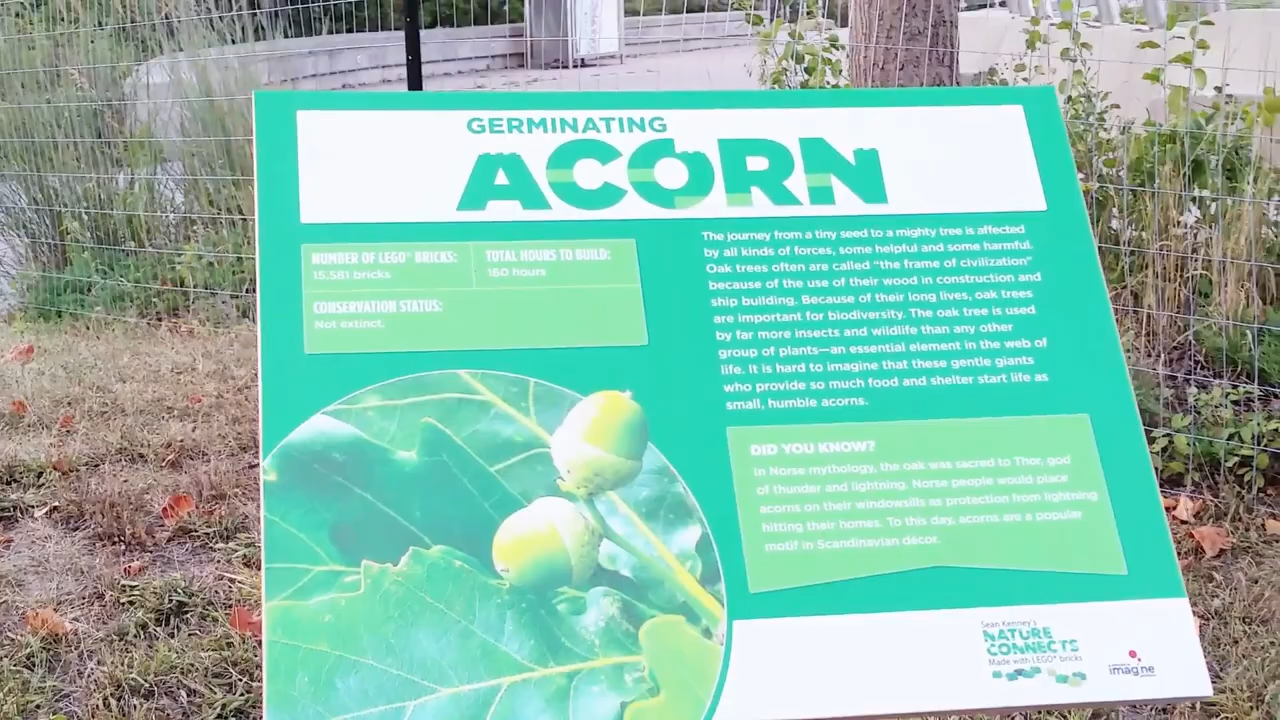 GERMINATING
ACORN
NUMBER OF LEGO® BRICKS:
15,581 bricks
TOTAL HOURS TO BUILD:
160 hours
CONSERVATION STATUS:
Not extinct.
The journey from a tiny seed to a mighty tree is affected
by all kinds of forces, some helpful and some harmful.
Oak trees often are called “the frame of civilization”
because of the use of their wood in construction and
ship building. Because of their long lives, oak trees
are important for biodiversity. The oak tree is used
by far more insects and wildlife than any other
group of plants—an essential element in the web of
life. It is hard to imagine that these gentle giants
who provide so much food and shelter start life as
small, humble acorns.
DID YOU KNOW?
In Norse mythology, the oak was sacred to Thor, god
of thunder and lightning. Norse people would place
acorns on their windowsills as protection from lightning
hitting their homes. To this day, acorns are a popular
motif in Scandinavian décor.
Sean Kenney's
NATURE
CONNECTS
Made with LEGO® bricks
imagine